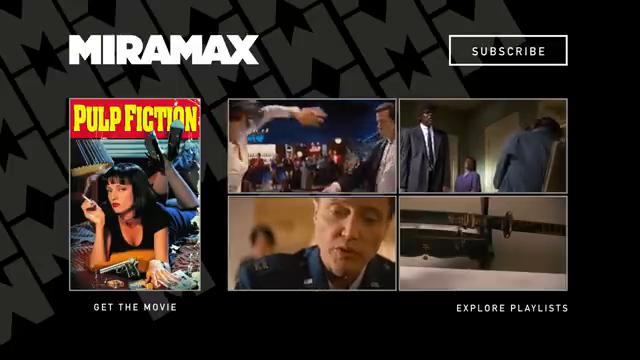 MIRAMAX
SUBSCRIBE
PULP FICTION
GET THE MOVIE
EXPLORE PLAYLISTS